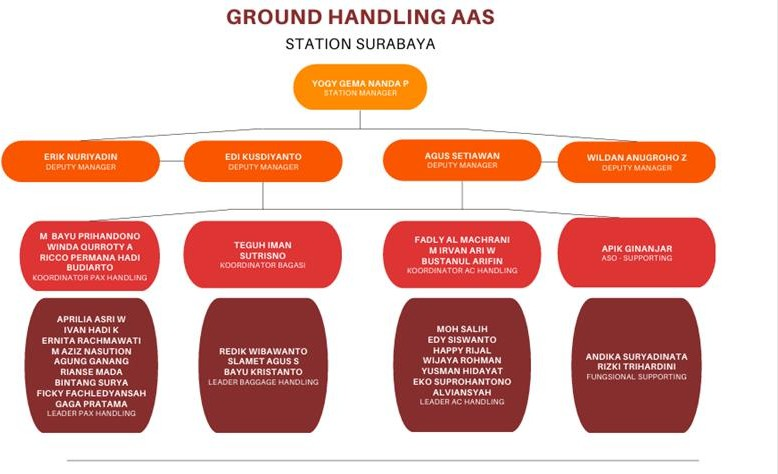 GROUND HANDLING AAS
STATION SURABAYA
YOGY GEMA NANDA P
STATION MANAGER
ERIK NURIYADIN
DEPUTY MANAGER
EDI KUSDIYANTO
DEPUTY MANAGER
AGUS SETIAWAN
DEPUTY MANAGER
WILDAN ANUGROHO Z
DEPUTY MANAGER
M BAYU PRIHANDONO
WINDA QURROTY A
RICCO PERMANA HADI
BUDIARTO
KOORDINATOR PAX HANDLING
TEGUH IMAN
SUTRISNO
KOORDINATOR BAGASI
FADLY AL MACHRANI
M IRVAN ARI W
BUSTANUL ARIFIN
KOORDINATOR AC HANDLING
APIK GINANJAR
ASO - SUPPORTING
APRILIA ASRI W
IVAN HADI K
ERNITA RACHMAWATI
M AZIZ NASUTION
AGUNG GANANG
RIANSE MADA
BINTANG SURYA
FICKY FACHLEDYANSAH
GAGA PRATAMA
LEADER PAX HANDLING
REDIK WIBAWANTO
SLAMET AGUS S
BAYU KRISTANTO
LEADER BAGGAGE HANDLING
MOH SALIH
EDY SISWANTO
HAPPY RIJAL
WIJAYA ROHMAN
YUSMAN HIDAYAT
EKO SUPROHANTONO
ALVIANSYAH
LEADER AC HANDLING
ANDIKA SURYADINATA
RIZKI TRIHARDINI
FUNGSIONAL SUPPORTING